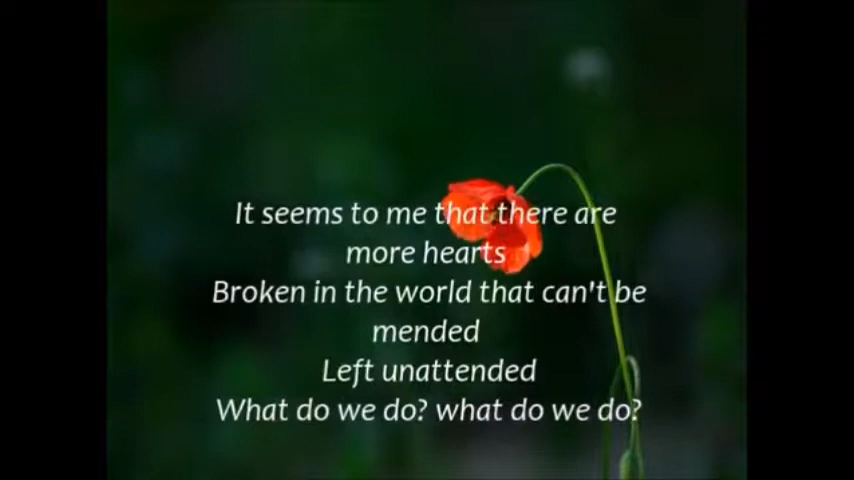 It seems to me that there are
more hearts
Broken in the world that can't be
mended
Left unattended
What do we do? what do we do?